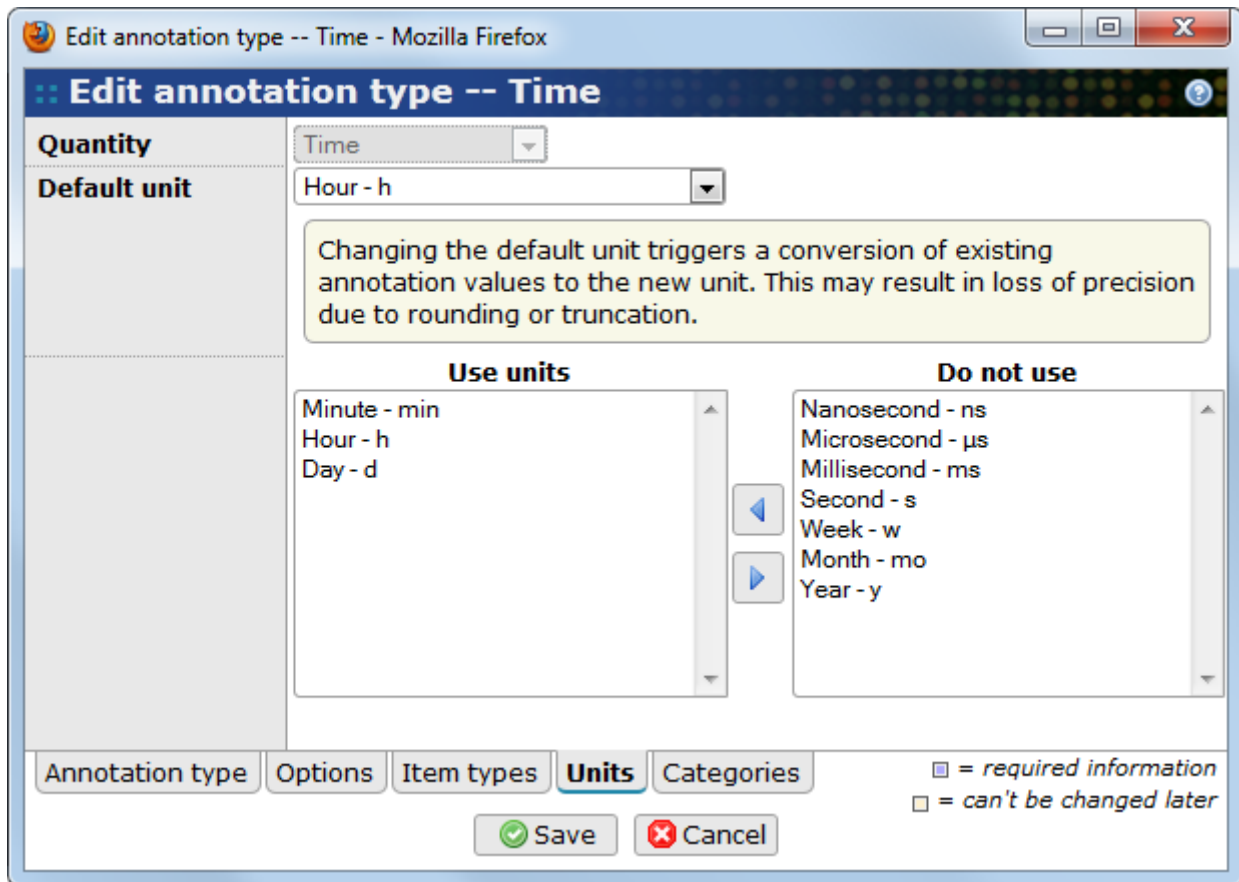 Edit annotation type -- Time - Mozilla Firefox
:: Edit annotation type -- Time
?
Quantity
Time
Default unit
Hour - h
Changing the default unit triggers a conversion of existing
annotation values to the new unit. This may result in loss of precision
due to rounding or truncation.
Use units
Do not use
Minute - min
Hour - h
Day - d
Nanosecond - ns
Microsecond - µs
Millisecond - ms
Second - s
Week - w
Month - mo
Year - y
Annotation type
Options
Item types
Units
Categories
= required information
= can't be changed later
Save
Cancel